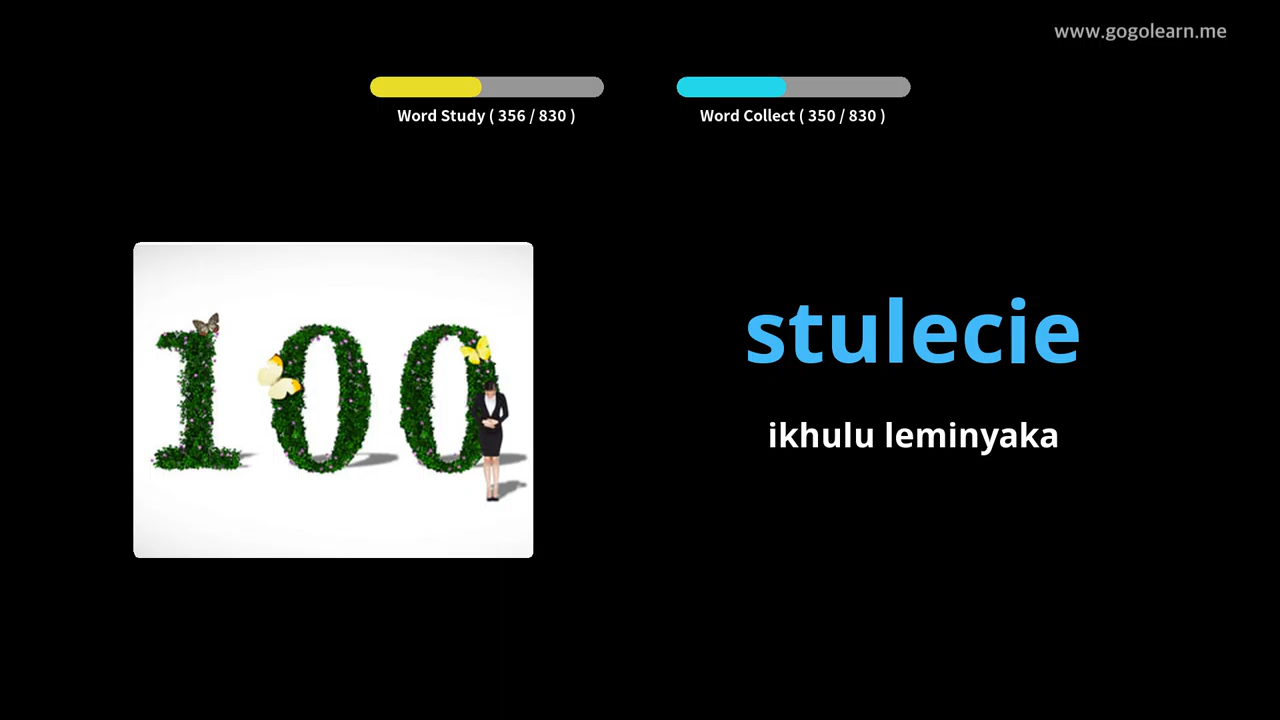 www.gogolearn.me
Word Study ( 356 / 830 )
Word Collect ( 350 / 830 )
100
stulecie
ikhulu leminyaka